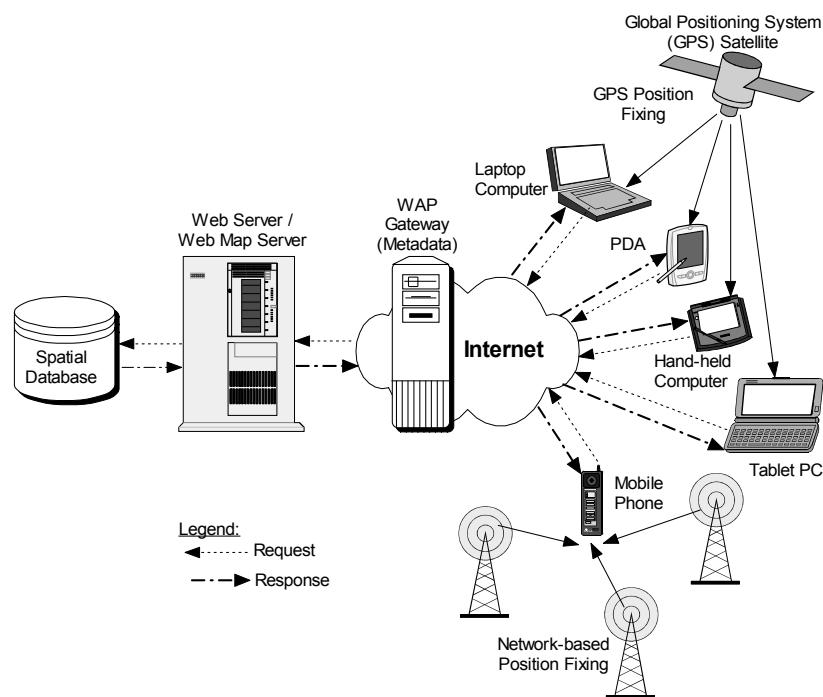 Global Positioning System
(GPS) Satellite
GPS Position
Fixing
Laptop
Computer
WAP
Gateway
(Metadata)
Web Server /
Web Map Server
PDA
Internet
Spatial
Database
Hand-held
Computer
Tablet PC
Mobile
Phone
Legend:
Request
Response
Network-based
Position Fixing